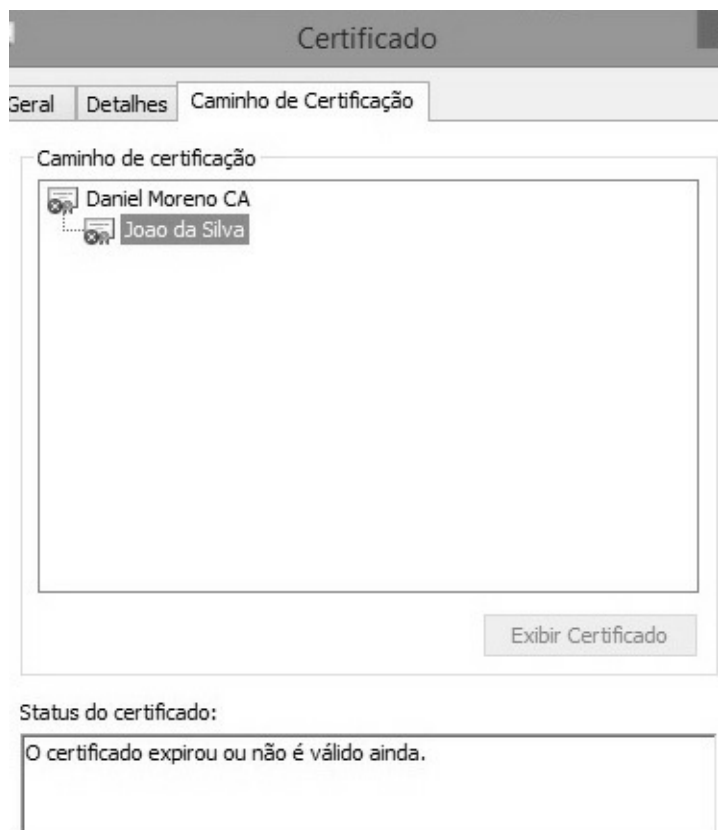 Certificado
Geral Detalhes Caminho de Certificação
Caminho de certificação
Daniel Moreno CA
Joao da Silva
Exibir Certificado
Status do certificado:
O certificado expirou ou não é válido ainda.